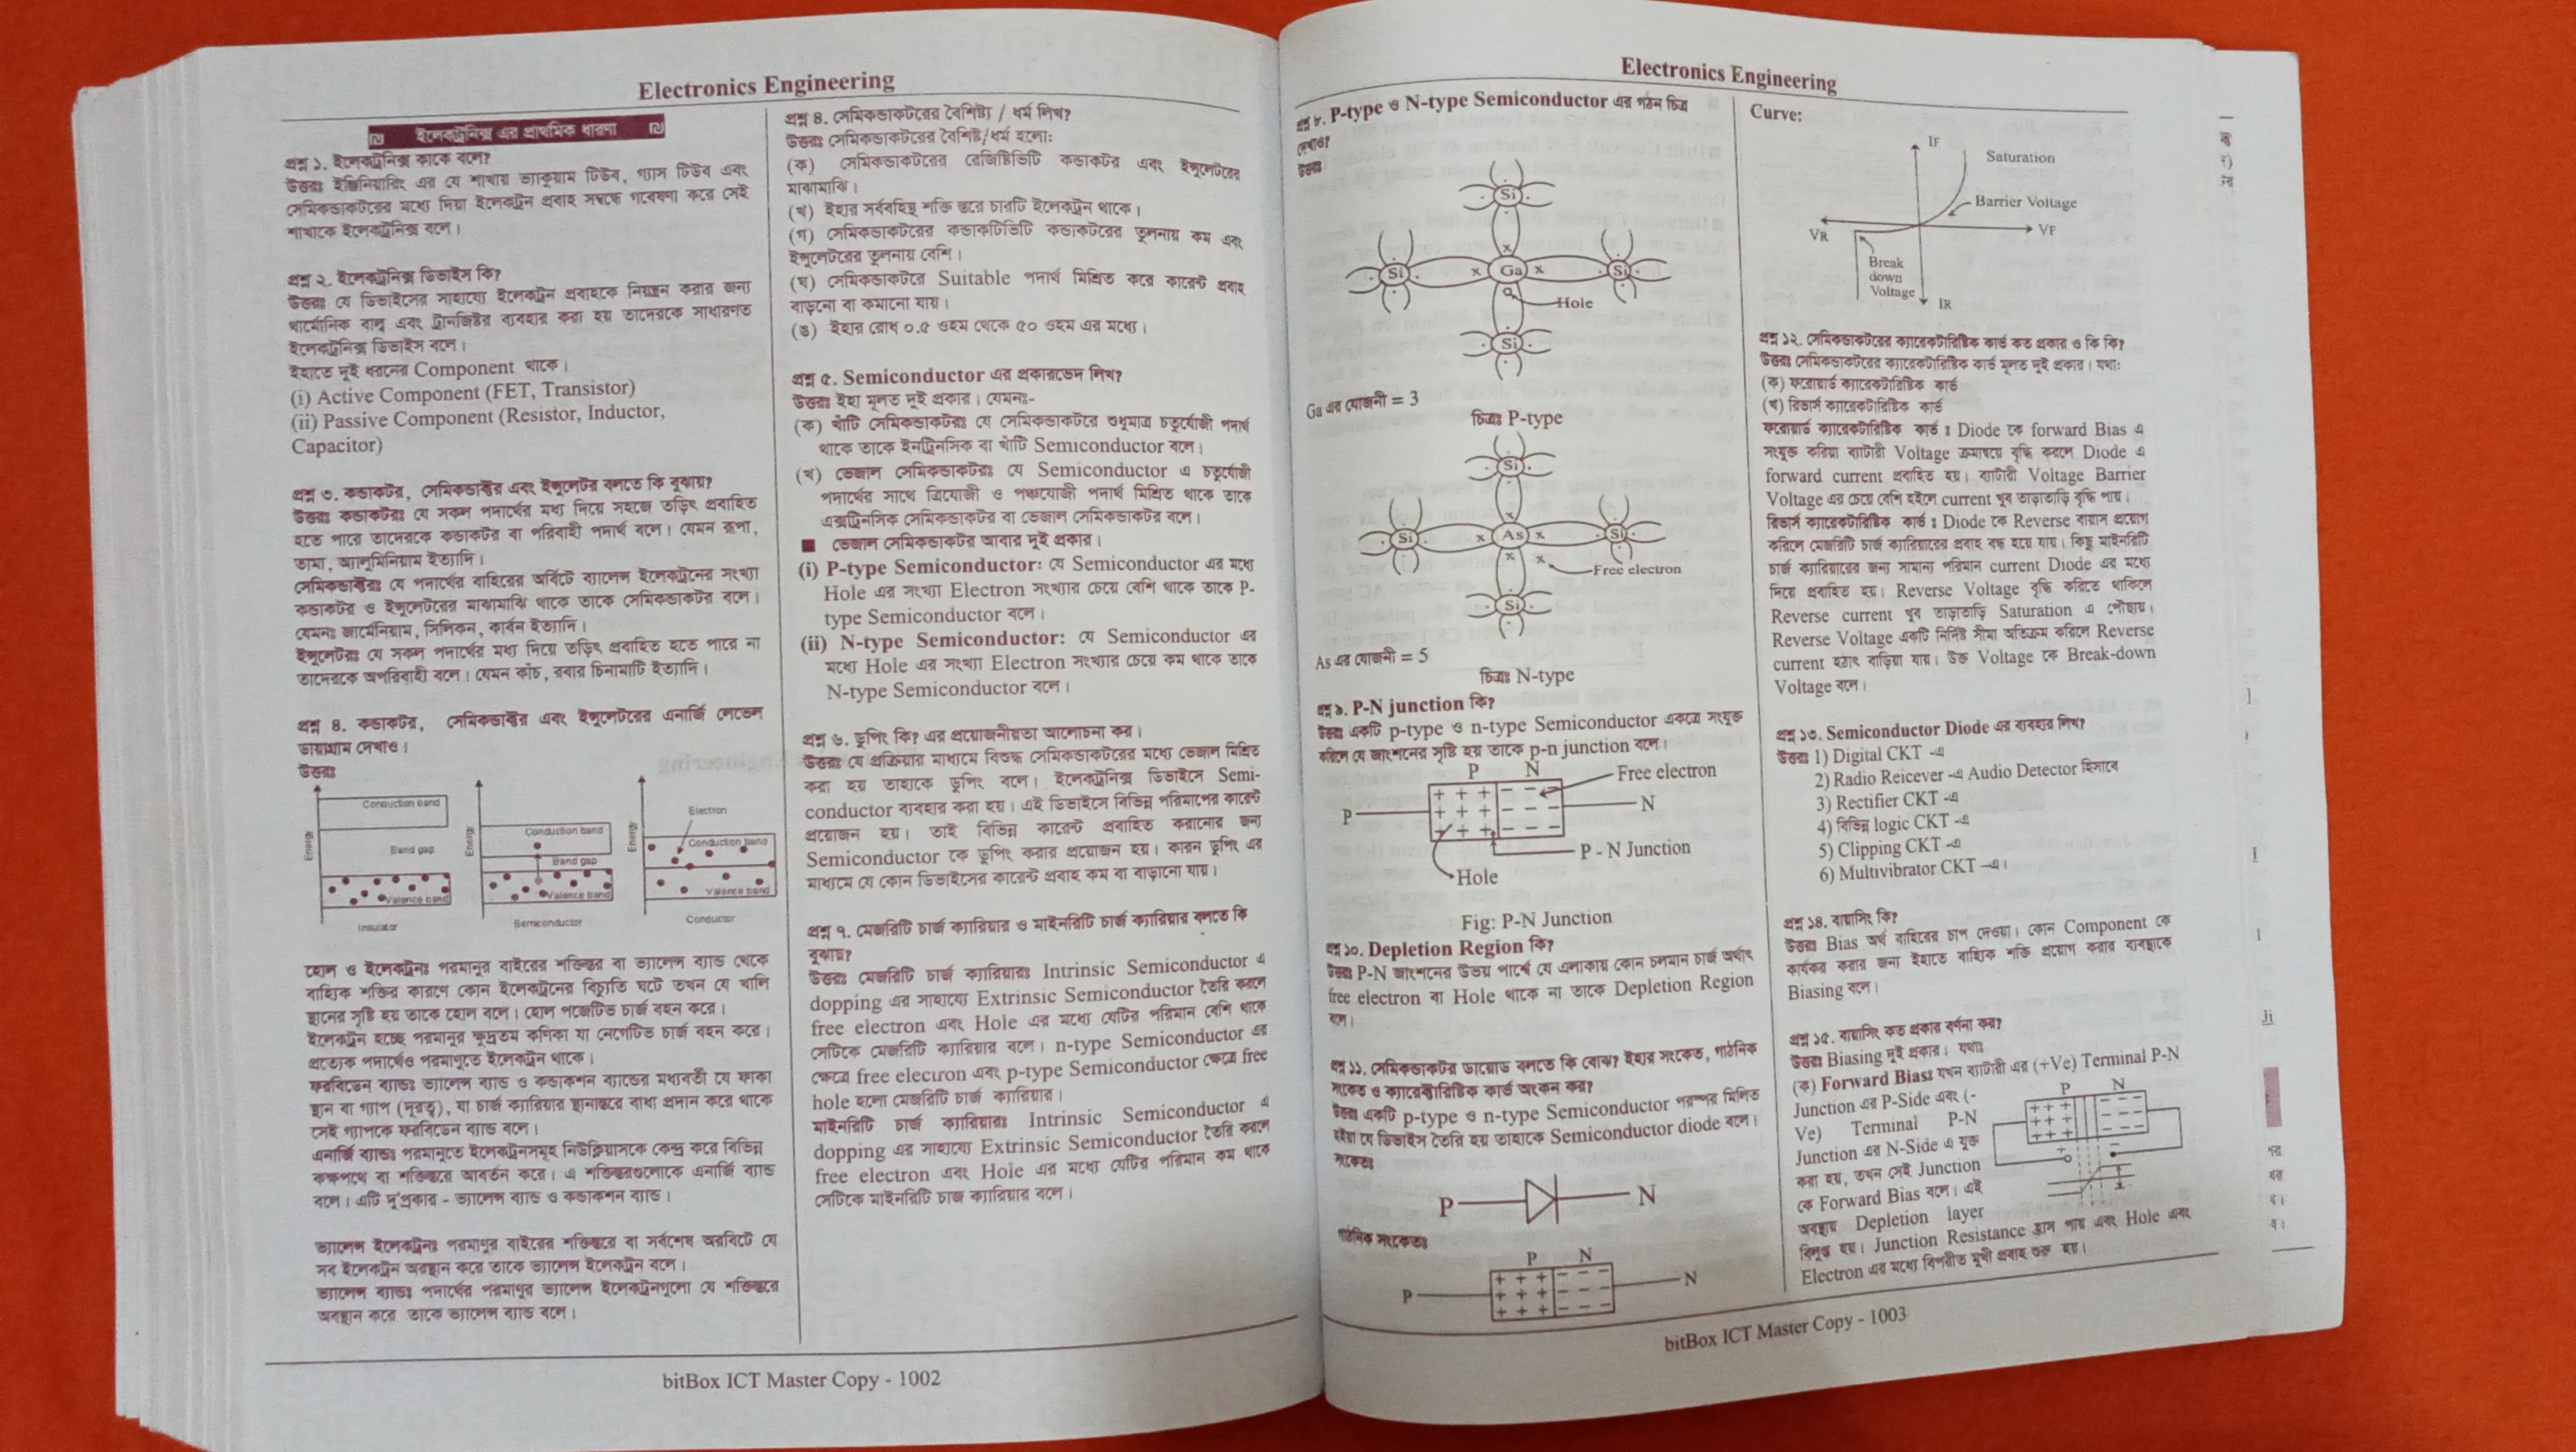 Electronics Engineering
ইলেকট্রনিক্স এর প্রাথমিক ধারণা
প্রশ্ন ১. ইলেকট্রনিক্স কাকে বলে?
উত্তরঃ ইঞ্জিনিয়ারিং এর যে শাখায় ভ্যাকুয়াম টিউব, গ্যাস টিউব এবং
সেমিকন্ডাকটরের মধ্যে দিয়া ইলেকট্রন প্রবাহ সম্বন্ধে গবেষণা করে সেই
শাখাকে ইলেকট্রনিক্স বলে।
প্রশ্ন ২. ইলেকট্রনিক্স ডিভাইস কি?
উত্তরঃ যে ডিভাইসের সাহায্যে ইলেকট্রন প্রবাহকে নিয়ন্ত্রন করার জন্য
থার্মোনিক বাল্ব এবং ট্রানজিষ্টর ব্যবহার করা হয় তাদেরকে সাধারণত
ইলেকট্রনিক্স ডিভাইস বলে।
ইহাতে দুই ধরনের Component থাকে।
(i) Active Component (FET, Transistor)
(ii) Passive Component (Resistor, Inductor,
Capacitor)
প্রশ্ন ৩. কন্ডাকটর, সেমিকন্ডাক্টর এবং ইন্সুলেটর বলতে কি বুঝায়?
উত্তরঃ কন্ডাকটরঃ যে সকল পদার্থের মধ্য দিয়ে সহজে তড়িৎ প্রবাহিত
হতে পারে তাদেরকে কন্ডাকটর বা পরিবাহী পদার্থ বলে। যেমন রূপা,
তামা, অ্যালুমিনিয়াম ইত্যাদি।
সেমিকন্ডাক্টরঃ যে পদার্থের বাহিরের অর্বিটে ব্যালেন্স ইলেকট্রনের সংখ্যা
কন্ডাকটর ও ইন্সুলেটরের মাঝামাঝি থাকে তাকে সেমিকন্ডাকটর বলে।
যেমনঃ জার্মেনিয়াম, সিলিকন, কার্বন ইত্যাদি।
ইন্সুলেটরঃ যে সকল পদার্থের মধ্য দিয়ে তড়িৎ প্রবাহিত হতে পারে না
তাদেরকে অপরিবাহী বলে। যেমন কাঁচ, রবার চিনামাটি ইত্যাদি।
প্রশ্ন ৪. কন্ডাকটর, সেমিকন্ডাক্টর এবং ইন্সুলেটরের এনার্জি লেভেল
ডায়াগ্রাম দেখাও।
উত্তরঃ
Energy
Conduction band
Band gap
Valence band
Insulator
Energy
Conduction band
Band gap
Valence band
Semiconductor
Energy
Electron
Conduction band
Valence band
Conductor
হোল ও ইলেকট্রনঃ পরমানুর বাইরের শক্তিস্তর বা ভ্যালেন্স ব্যান্ড থেকে
বাহ্যিক শক্তির কারণে কোন ইলেকট্রনের বিচ্যুতি ঘটে তখন যে খালি
স্থানের সৃষ্টি হয় তাকে হোল বলে। হোল পজেটিভ চার্জ বহন করে।
ইলেকট্রন হচ্ছে পরমানুর ক্ষুদ্রতম কণিকা যা নেগেটিভ চার্জ বহন করে।
প্রত্যেক পদার্থেও পরমাণুতে ইলেকট্রন থাকে।
ফরবিডেন ব্যান্ডঃ ভ্যালেন্স ব্যান্ড ও কন্ডাকশন ব্যান্ডের মধ্যবর্তী যে ফাকা
স্থান বা গ্যাপ (দূরত্ব), যা চার্জ ক্যারিয়ার স্থানান্তরে বাধা প্রদান করে থাকে
সেই গ্যাপকে ফরবিডেন ব্যান্ড বলে।
এনার্জি ব্যান্ডঃ পরমানুতে ইলেকট্রনসমূহ নিউক্লিয়াসকে কেন্দ্র করে বিভিন্ন
কক্ষপথে বা শক্তিস্তরে আবর্তন করে। এ শক্তিস্তরগুলোকে এনার্জি ব্যান্ড
বলে। এটি দু'প্রকার - ভ্যালেন্স ব্যান্ড ও কন্ডাকশন ব্যান্ড।
ভ্যালেন্স ইলেকট্রনঃ পরমাণুর বাইরের শক্তিস্তরে বা সর্বশেষ অরবিটে যে
সব ইলেকট্রন অবস্থান করে তাকে ভ্যালেন্স ইলেকট্রন বলে।
ভ্যালেন্স ব্যান্ডঃ পদার্থের পরমাণুর ভ্যালেন্স ইলেকট্রনগুলো যে শক্তিস্তরে
অবস্থান করে তাকে ভ্যালেন্স ব্যান্ড বলে।
প্রশ্ন ৪. সেমিকন্ডাকটরের বৈশিষ্ট্য / ধর্ম লিখ?
উত্তরঃ সেমিকন্ডাকটরের বৈশিষ্ট/ধর্ম হলো:
(ক) সেমিকন্ডাকটরের রেজিষ্টিভিটি কন্ডাকটর এবং ইন্সুলেটরের
মাঝামাঝি।
(খ) ইহার সর্ববহিস্থ শক্তি স্তরে চারটি ইলেকট্রন থাকে।
(গ) সেমিকন্ডাকটরের কন্ডাকটিভিটি কন্ডাকটরের তুলনায় কম এবং
ইন্সুলেটরের তুলনায় বেশি।
(ঘ) সেমিকন্ডাকটরে Suitable পদার্থ মিশ্রিত করে কারেন্ট প্রবাহ
বাড়নো বা কমানো যায়।
(ঙ) ইহার রোধ ০.৫ ওহম থেকে ৫০ ওহম এর মধ্যে।
প্রশ্ন ৫. Semiconductor এর প্রকারভেদ লিখ?
উত্তরঃ ইহা মূলত দুই প্রকার। যেমনঃ-
(ক) খাঁটি সেমিকন্ডাকটরঃ যে সেমিকন্ডাকটরে শুধুমাত্র চতুর্যোজী পদার্থ
থাকে তাকে ইনট্রিনসিক বা খাঁটি Semiconductor বলে।
(খ) ভেজাল সেমিকন্ডাকটরঃ যে Semiconductor এ চতুর্যোজী
পদার্থের সাথে ত্রিযোজী ও পঞ্চযোজী পদার্থ মিশ্রিত থাকে তাকে
এক্সট্রিনসিক সেমিকন্ডাকটর বা ভেজাল সেমিকন্ডাকটর বলে।
■ ভেজাল সেমিকন্ডাকটর আবার দুই প্রকার।
(i) P-type Semiconductor: যে Semiconductor এর মধ্যে
Hole এর সংখ্যা Electron সংখ্যার চেয়ে বেশি থাকে তাকে P-
type Semiconductor বলে।
(ii) N-type Semiconductor: যে Semiconductor এর
মধ্যে Hole এর সংখ্যা Electron সংখ্যার চেয়ে কম থাকে তাকে
N-type Semiconductor বলে।
প্রশ্ন ৬. ডুপিং কি? এর প্রয়োজনীয়তা আলোচনা কর।
উত্তরঃ যে প্রক্রিয়ার মাধ্যমে বিশুদ্ধ সেমিকন্ডাকটরের মধ্যে ভেজাল মিশ্রিত
করা হয় তাহাকে ডুপিং বলে। ইলেকট্রনিক্স ডিভাইসে Semi-
conductor ব্যবহার করা হয়। এই ডিভাইসে বিভিন্ন পরিমাপের কারেন্ট
প্রয়োজন হয়। তাই বিভিন্ন কারেন্ট প্রবাহিত করানোর জন্য
Semiconductor কে ডুপিং করার প্রয়োজন হয়। কারন ডুপিং এর
মাধ্যমে যে কোন ডিভাইসের কারেন্ট প্রবাহ কম বা বাড়ানো যায়।
প্রশ্ন ৭. মেজরিটি চার্জ ক্যারিয়ার ও মাইনরিটি চার্জ ক্যারিয়ার বলতে কি
বুঝায়?
উত্তরঃ মেজরিটি চার্জ ক্যারিয়ারঃ Intrinsic Semiconductor এ
dopping এর সাহায্যে Extrinsic Semiconductor তৈরি করলে
free electron এবং Hole এর মধ্যে যেটির পরিমান বেশি থাকে
সেটিকে মেজরিটি ক্যারিয়ার বলে। n-type Semiconductor এর
ক্ষেত্রে free electron এবং p-type Semiconductor ক্ষেত্রে free
hole হলো মেজরিটি চার্জ ক্যারিয়ার।
মাইনরিটি চার্জ ক্যারিয়ারঃ Intrinsic Semiconductor এ
dopping এর সাহায্যে Extrinsic Semiconductor তৈরি করলে
free electron এবং Hole এর মধ্যে যেটির পরিমান কম থাকে
সেটিকে মাইনরিটি চাজ ক্যারিয়ার বলে।
bitBox ICT Master Copy - 1002
Electronics Engineering
প্রশ্ন ৮. P-type ও N-type Semiconductor এর গঠন চিত্র
দেখাও?
উত্তরঃ
Si
Si
x
x Ga x
Si
Hole
Si
Ga এর যোজনী = 3
চিত্রঃ P-type
Si
Si
x
x As x
Si
x x
Free electron
Si
As এর যোজনী = 5
চিত্রঃ N-type
প্রশ্ন ৯. P-N junction কি?
উত্তরঃ একটি p-type ও n-type Semiconductor একত্রে সংযুক্ত
করিলে যে জাংশনের সৃষ্টি হয় তাকে p-n junction বলে।
P N
Free electron
P
+ + + − −
+ + + − − −
+ + + − − −
N
P - N Junction
Hole
Fig: P-N Junction
প্রশ্ন ১০. Depletion Region কি?
উত্তরঃ P-N জাংশনের উভয় পার্শ্বে যে এলাকায় কোন চলমান চার্জ অর্থাৎ
free electron বা Hole থাকে না তাকে Depletion Region
বলে।
প্রশ্ন ১১. সেমিকন্ডাকটর ডায়োড বলতে কি বোঝ? ইহার সংকেত, গাঠনিক
সংকেত ও ক্যারেক্টারিষ্টিক কার্ভ অংকন কর?
উত্তরঃ একটি p-type ও n-type Semiconductor পরস্পর মিলিত
হইয়া যে ডিভাইস তৈরি হয় তাহাকে Semiconductor diode বলে।
সংকেতঃ
P N
গাঠনিক সংকেতঃ
P N
P
+ + + − − −
+ + + − − −
+ + + − − −
N
Electronics Engineering
Curve:
IF
Saturation
Barrier Voltage
VR
VF
Break
down
Voltage
IR
প্রশ্ন ১২. সেমিকন্ডাকটরের ক্যারেকটারিষ্টিক কার্ভ কত প্রকার ও কি কি?
উত্তরঃ সেমিকন্ডাকটরের ক্যারেকটারিষ্টিক কার্ভ মূলত দুই প্রকার। যথা:
(ক) ফরোয়ার্ড ক্যারেকটারিষ্টিক কার্ভ
(খ) রিভার্স ক্যারেকটারিষ্টিক কার্ভ
ফরোয়ার্ড ক্যারেকটারিষ্টিক কার্ভ : Diode কে forward Bias এ
সংযুক্ত করিয়া ব্যাটারী Voltage ক্রমান্বয়ে বৃদ্ধি করলে Diode এ
forward current প্রবাহিত হয়। ব্যাটারী Voltage Barrier
Voltage এর চেয়ে বেশি হইলে current খুব তাড়াতাড়ি বৃদ্ধি পায়।
রিভার্স ক্যারেকটারিষ্টিক কার্ভ : Diode কে Reverse বায়াস প্রয়োগ
করিলে মেজরিটি চার্জ ক্যারিয়ারের প্রবাহ বন্ধ হয়ে যায়। কিন্তু মাইনরিটি
চার্জ ক্যারিয়ারের জন্য সামান্য পরিমান current Diode এর মধ্যে
দিয়ে প্রবাহিত হয়। Reverse Voltage বৃদ্ধি করিতে থাকিলে
Reverse current খুব তাড়াতাড়ি Saturation এ পৌছায়।
Reverse Voltage একটি নির্দিষ্ট সীমা অতিক্রম করিলে Reverse
current হঠাৎ বাড়িয়া যায়। উক্ত Voltage কে Break-down
Voltage বলে।
প্রশ্ন ১৩. Semiconductor Diode এর ব্যবহার লিখ?
উত্তরঃ 1) Digital CKT -এ
2) Radio Reicever -এ Audio Detector হিসাবে
3) Rectifier CKT -এ
4) বিভিন্ন logic CKT -এ
5) Clipping CKT -এ
6) Multivibrator CKT -এ।
প্রশ্ন ১৪. বায়াসিং কি?
উত্তরঃ Bias অর্থ বাহিরের চাপ দেওয়া। কোন Component কে
কার্যকর করার জন্য ইহাতে বাহ্যিক শক্তি প্রয়োগ করার ব্যবস্থাকে
Biasing বলে।
প্রশ্ন ১৫. বায়াসিং কত প্রকার বর্ণনা কর?
উত্তরঃ Biasing দুই প্রকার। যথাঃ
(ক) Forward Biasঃ যখন ব্যাটারী এর (+Ve) Terminal P-N
Junction এর P-Side এবং (-
Ve) Terminal P-N
Junction এর N-Side এ যুক্ত
করা হয়, তখন সেই Junction
কে Forward Bias বলে। এই
অবস্থায় Depletion layer
বিলুপ্ত হয়। Junction Resistance হ্রাস পায় এবং Hole এবং
Electron এর মধ্যে বিপরীত মূখী প্রবাহ শুরু হয়।
P N
+++ − − −
+++ − − −
+++ − − −
bitBox ICT Master Copy - 1003